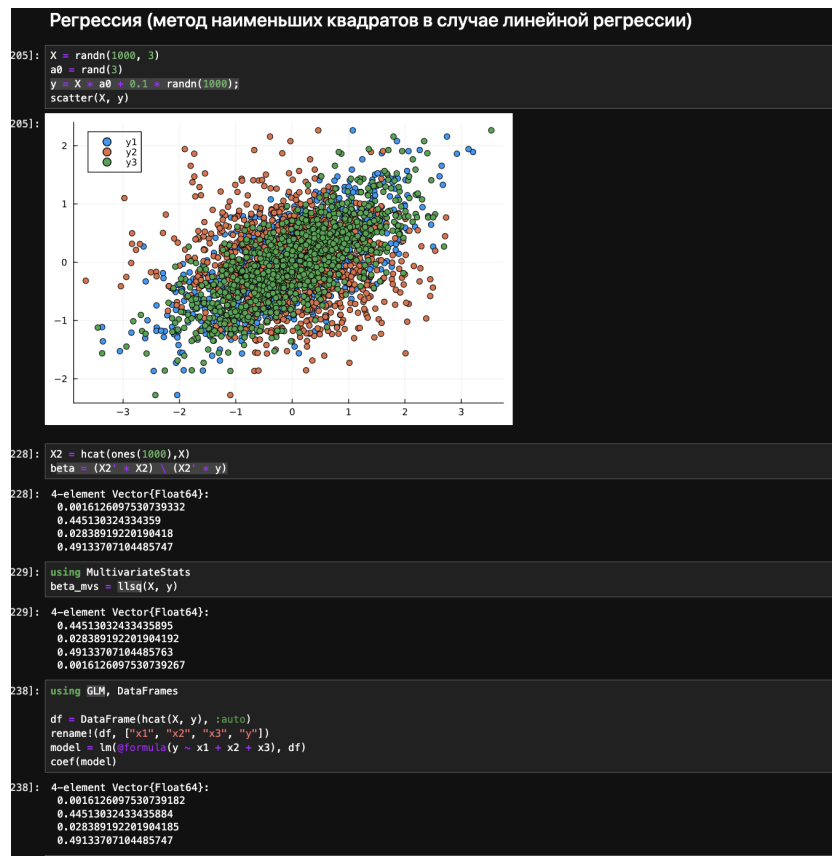 Регрессия (метод наименьших квадратов в случае линейной регрессии)
205]:
X = randn(1000, 3)
a0 = rand(3)
y = X * a0 + 0.1 * randn(1000);
scatter(X, y)
205]:
y1
y2
y3
2
1
0
−1
−2
−3 −2 −1 0 1 2 3
228]:
X2 = hcat(ones(1000),X)
beta = (X2' * X2) \ (X2' * y)
228]:
4-element Vector{Float64}:
0.0016126097530739332
0.445130324334359
0.02838919220190418
0.49133707104485747
229]:
using MultivariateStats
beta_mvs = llsq(X, y)
229]:
4-element Vector{Float64}:
0.44513032433435895
0.028389192201904192
0.49133707104485763
0.0016126097530739267
238]:
using GLM, DataFrames
df = DataFrame(hcat(X, y), :auto)
rename!(df, ["x1", "x2", "x3", "y"])
model = lm(@formula(y ~ x1 + x2 + x3), df)
coef(model)
238]:
4-element Vector{Float64}:
0.0016126097530739182
0.44513032433435884
0.028389192201904185
0.49133707104485747